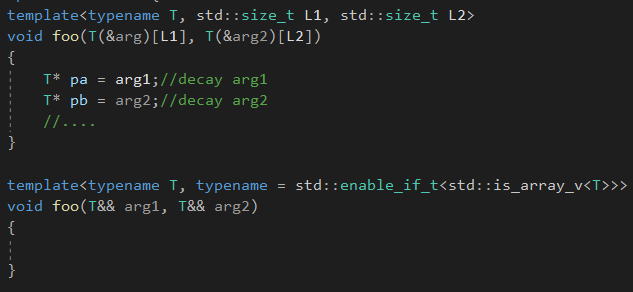 template<typename T, std::size_t L1, std::size_t L2>
void foo(T(&arg)[L1], T(&arg2)[L2])
{
T* pa = arg1;//decay arg1
T* pb = arg2;//decay arg2
//....
}
template<typename T, typename = std::enable_if_t<std::is_array_v<T>>>
void foo(T&& arg1, T&& arg2)
{
}